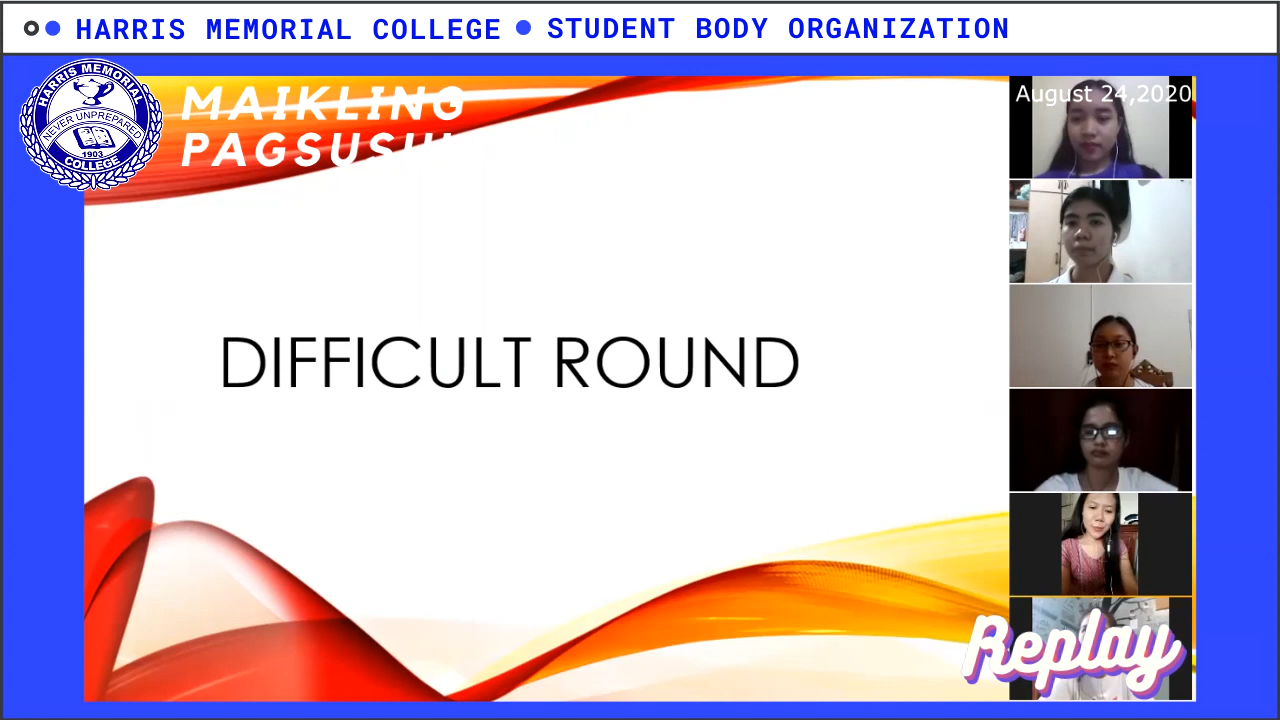 HARRIS MEMORIAL COLLEGE STUDENT BODY ORGANIZATION
HARRIS MEMORIAL
NEVER UNPREPARED
1903
COLLEGE
MAIKLING
PAGSUSU
August 24,2020
DIFFICULT ROUND
Replay